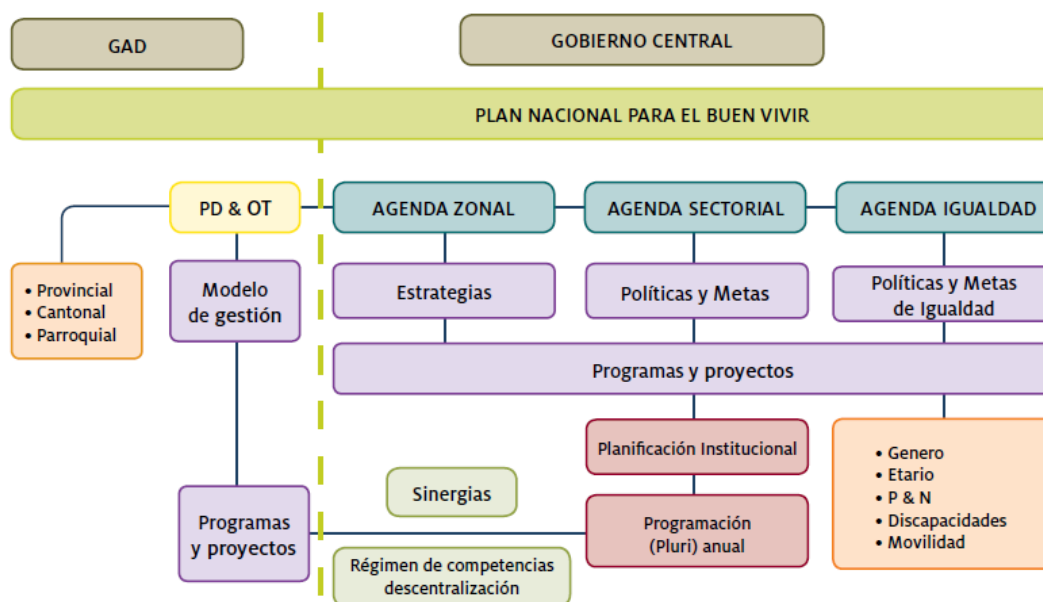 GAD
GOBIERNO CENTRAL
PLAN NACIONAL PARA EL BUEN VIVIR
PD & OT
AGENDA ZONAL
AGENDA SECTORIAL
AGENDA IGUALDAD
• Provincial
• Cantonal
• Parroquial
Modelo
de gestión
Estrategias
Políticas y Metas
Políticas y Metas
de Igualdad
Programas y proyectos
Planificación Institucional
• Genero
• Etario
• P & N
• Discapacidades
• Movilidad
Sinergias
Programas
y proyectos
Programación
(Pluri) anual
Régimen de competencias
descentralización